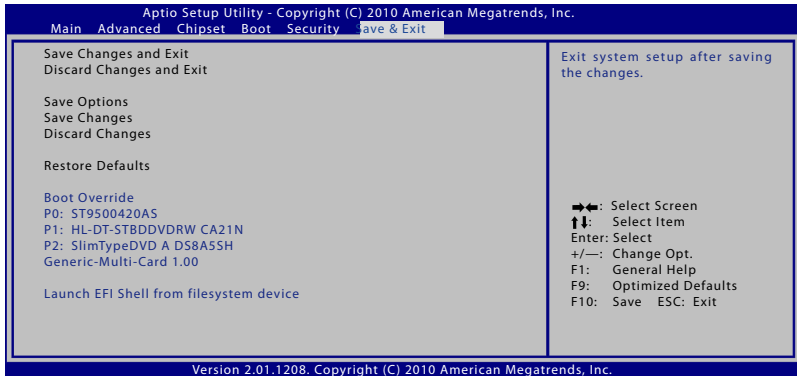 Aptio Setup Utility - Copyright (C) 2010 American Megatrends, Inc.
Main Advanced Chipset Boot Security Save & Exit
Save Changes and Exit
Discard Changes and Exit
Save Options
Save Changes
Discard Changes
Restore Defaults
Boot Override
P0: ST9500420AS
P1: HL-DT-STBDDVDRW CA21N
P2: SlimTypeDVD A DS8A5SH
Generic-Multi-Card 1.00
Launch EFI Shell from filesystem device
Exit system setup after saving
the changes.
➡⬅: Select Screen
⬆⬇: Select Item
Enter: Select
+/—: Change Opt.
F1: General Help
F9: Optimized Defaults
F10: Save ESC: Exit
Version 2.01.1208. Copyright (C) 2010 American Megatrends, Inc.